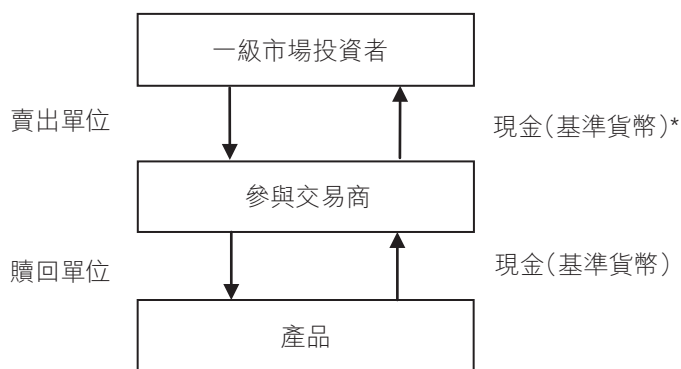 一級市場投資者
賣出單位
現金(基準貨幣)*
參與交易商
贖回單位
現金(基準貨幣)
產品